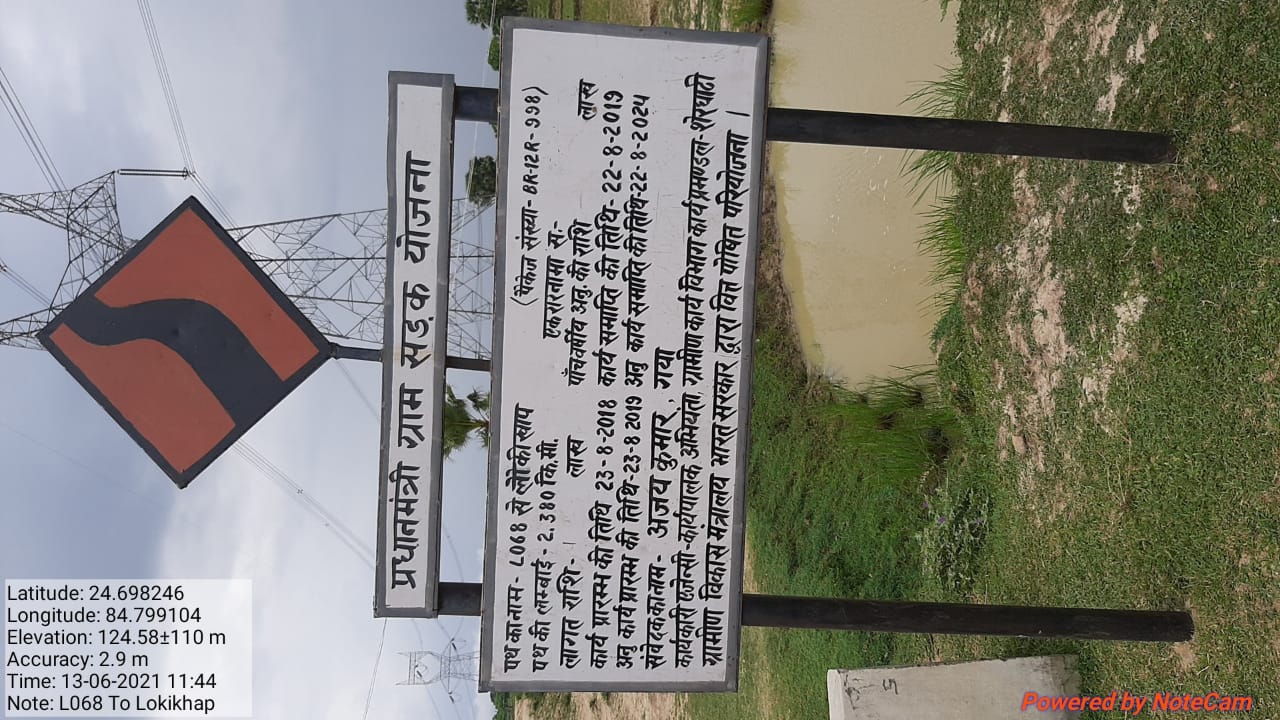 प्रधानमंत्री ग्राम सड़क योजना
(पैकेज संख्या- BR-12R-998)
पथ का नाम- L068 से लौकीखाप एकरारनामा स:-
पथ की लम्बाई- 2.380 कि.मी. पाँचवर्षीय अनु. की राशि लाख
लागत राशि- लाख
कार्य प्रारम्भ की तिथि 23-8-2018 कार्य समाप्ति की तिथि- 22-8-2019
अनु कार्य प्रारम्भ की तिथि-23-8 2019 अनु कार्य समाप्ति की तिथि-22-8-2024
संवेदक का नाम- अजय कुमार, गया
कार्यकारी एजेन्सी-कार्यपालक अभियंता, ग्रामीण कार्य विभाग कार्य प्रमण्डल-शेरघाटी
ग्रामीण विकास मंत्रालय भारत सरकार द्वारा वित्त पोषित परियोजना।
Latitude: 24.698246
Longitude: 84.799104
Elevation: 124.58±110 m
Accuracy: 2.9 m
Time: 13-06-2021 11:44
Note: L068 To Lokikhap
Powered by NoteCam